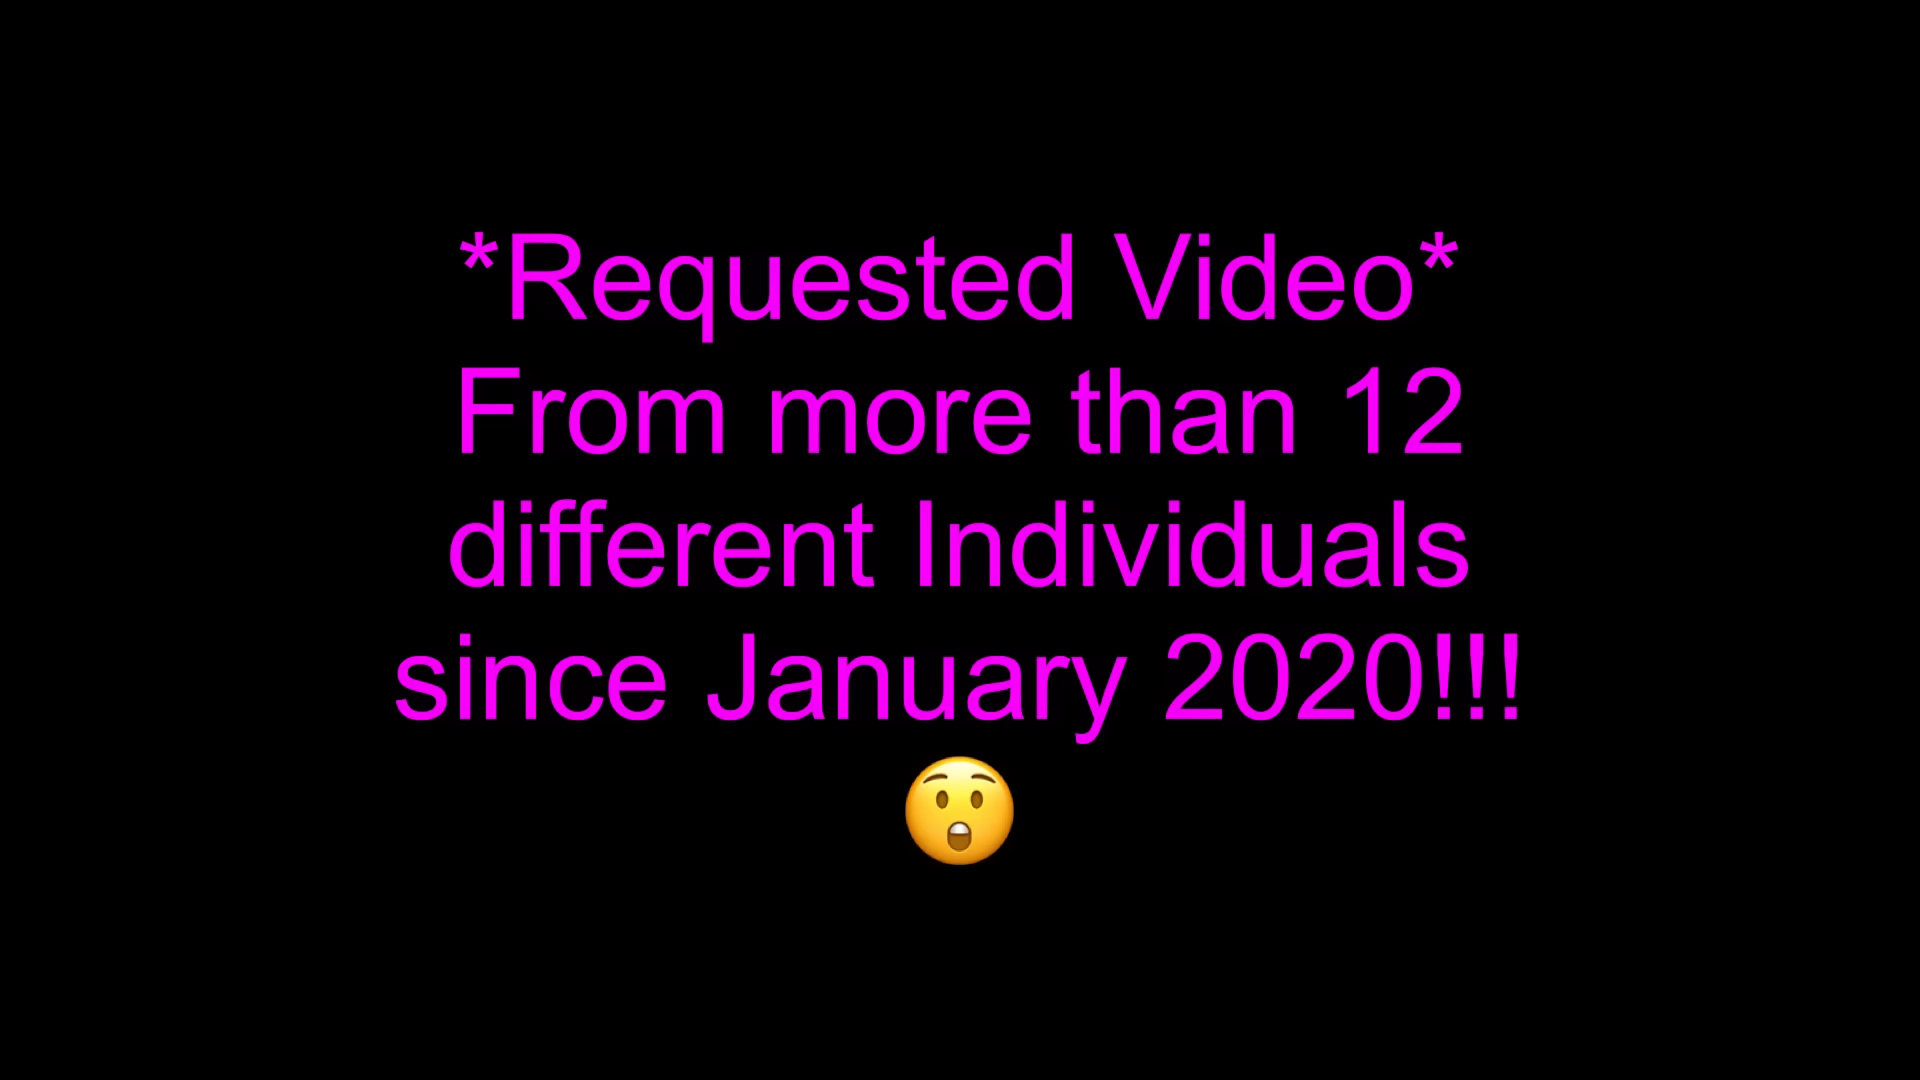 *Requested Video*
From more than 12
different Individuals
since January 2020!!!
😲